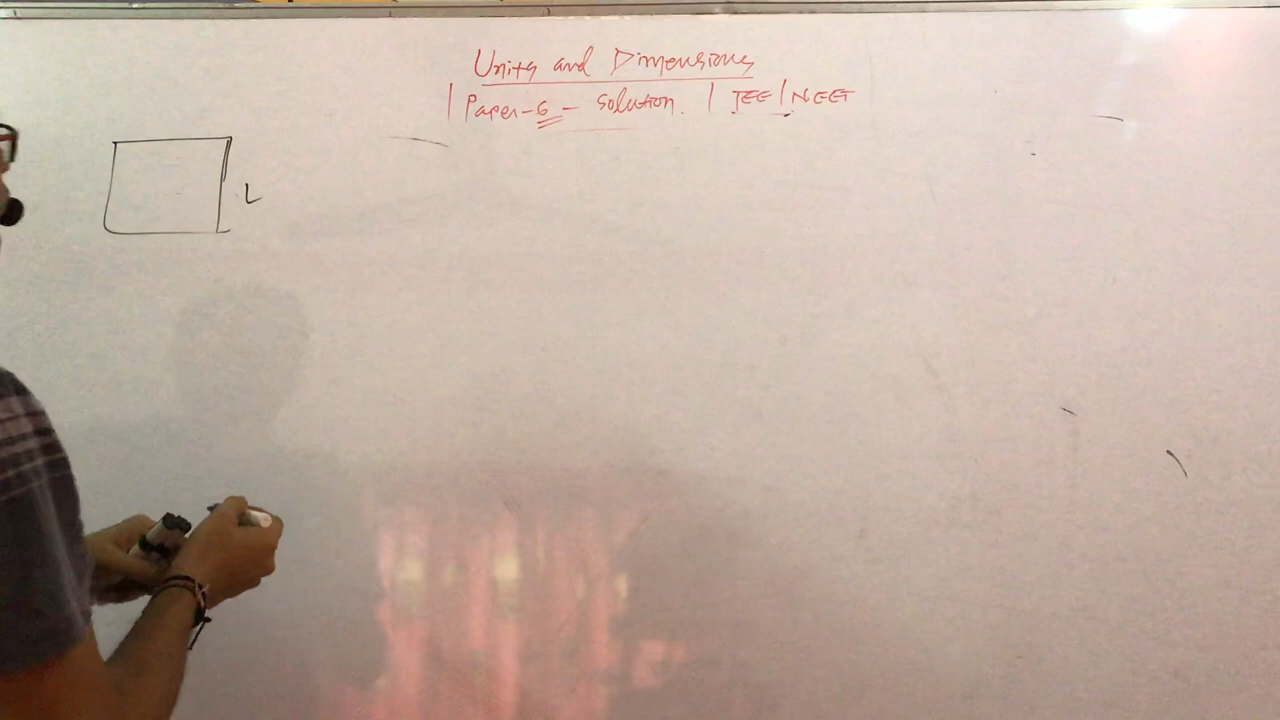 Units and Dimensions
| Paper-6 - Solution. | JEE | NEET
L